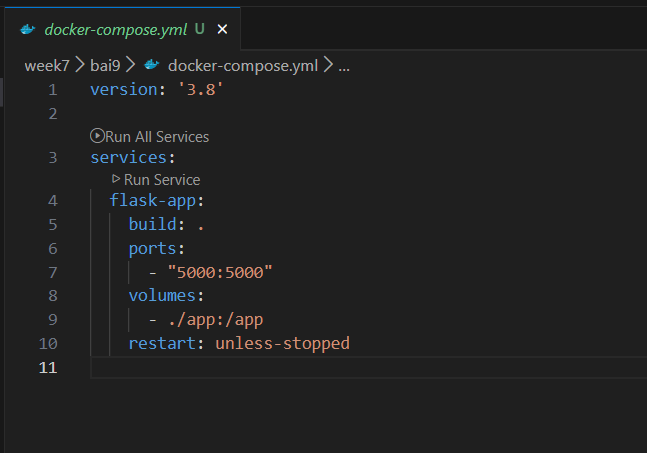 docker-compose.yml U ×
week7 > bai9 > docker-compose.yml > ...
1 version: '3.8'
2
Run All Services
3 services:
Run Service
4 flask-app:
5 build: .
6 ports:
7 - "5000:5000"
8 volumes:
9 - ./app:/app
10 restart: unless-stopped
11